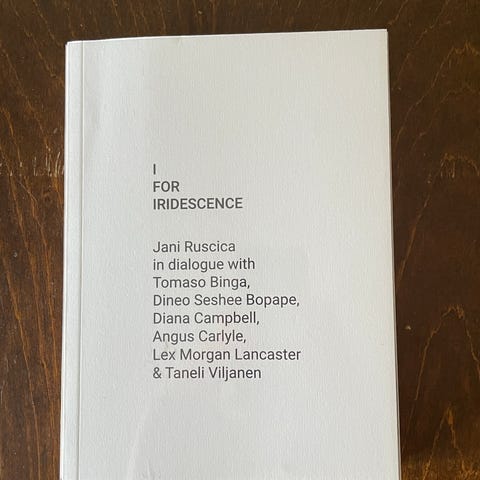 I
FOR
IRIDESCENCE
Jani Ruscica
in dialogue with
Tomaso Binga,
Dineo Seshee Bopape,
Diana Campbell,
Angus Carlyle,
Lex Morgan Lancaster
& Taneli Viljanen